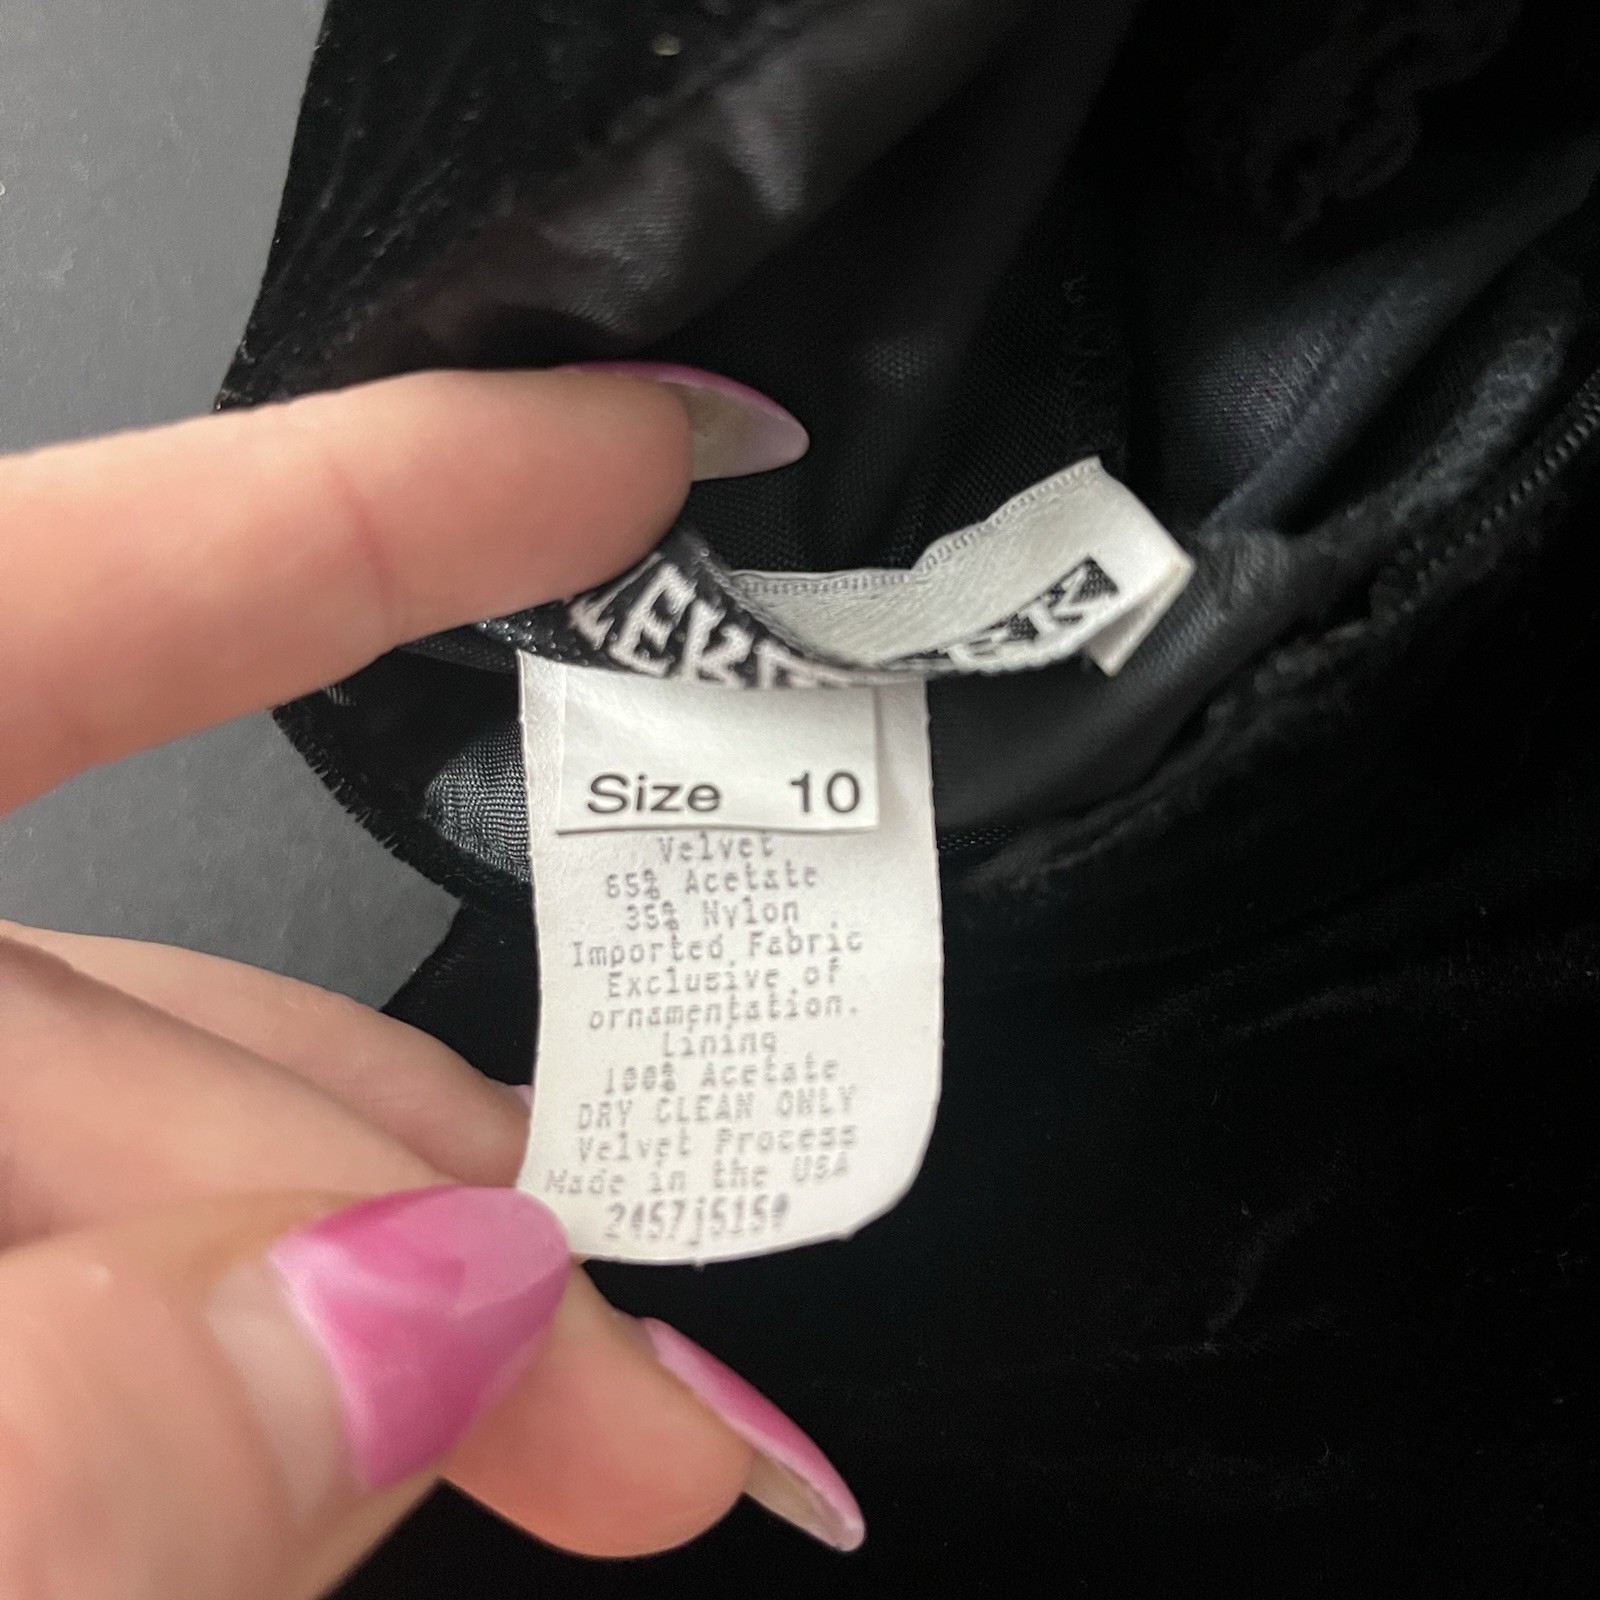 Size 10
Velvet
65% Acetate
35% Nylon
Imported Fabric
Exclusive of
ornamentation.
Lining
100% Acetate
DRY CLEAN ONLY
Velvet Process
Made in the USA